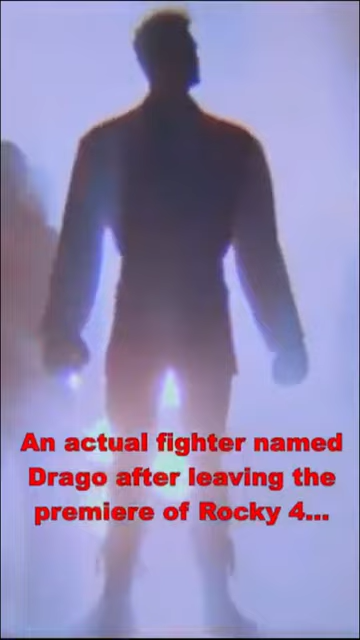 An actual fighter named
Drago after leaving the
premiere of Rocky 4...